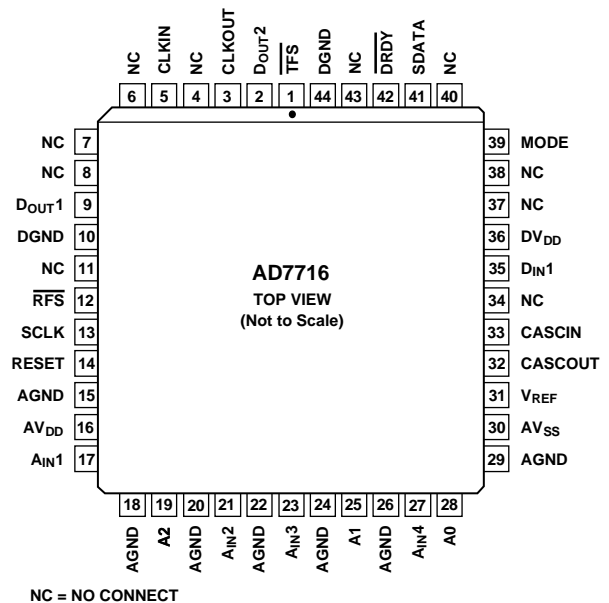 NC
CLKIN
NC
CLKOUT
DOUT2
TFS
DGND
NC
DRDY
SDATA
NC
6 5 4 3 2 1 44 43 42 41 40
NC 7
NC 8
DOUT1 9
DGND 10
NC 11
RFS 12
SCLK 13
RESET 14
AGND 15
AVDD 16
AIN1 17
AD7716
TOP VIEW
(Not to Scale)
39 MODE
38 NC
37 NC
36 DVDD
35 DIN1
34 NC
33 CASCIN
32 CASCOUT
31 VREF
30 AVSS
29 AGND
18 19 20 21 22 23 24 25 26 27 28
AGND
A2
AGND
AIN2
AGND
AIN3
AGND
A1
AGND
AIN4
A0
NC = NO CONNECT